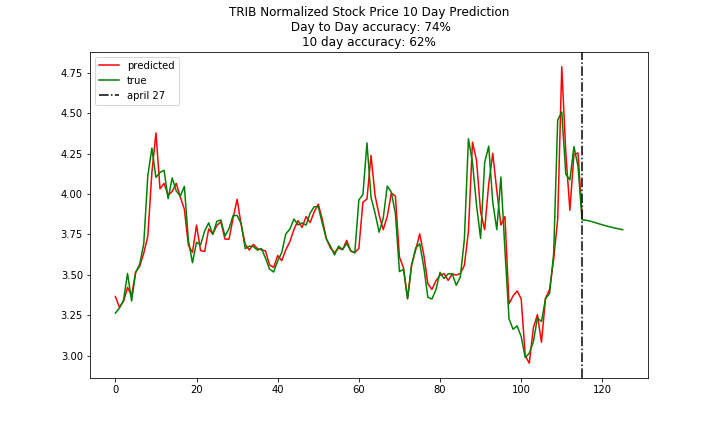 TRIB Normalized Stock Price 10 Day Prediction
Day to Day accuracy: 74%
10 day accuracy: 62%
predicted
true
april 27
4.75
4.50
4.25
4.00
3.75
3.50
3.25
3.00
0 20 40 60 80 100 120